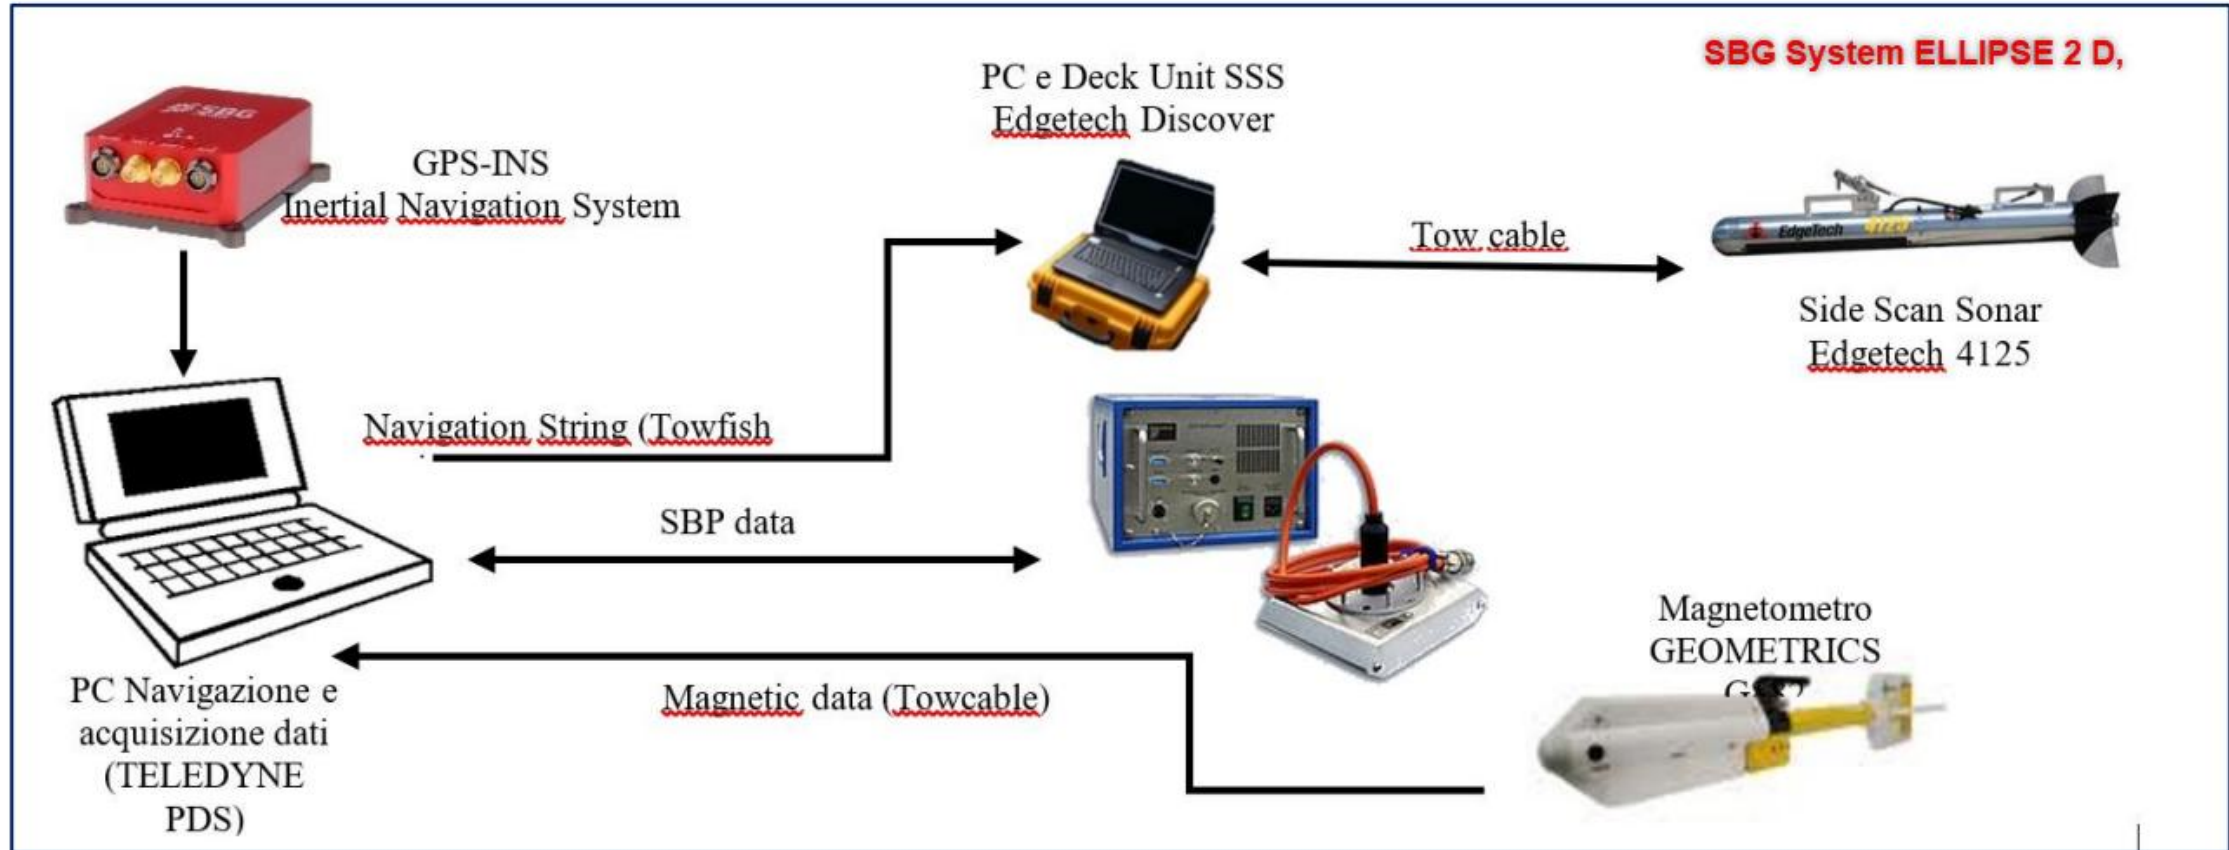 SBG System ELLIPSE 2 D,
SBG
GPS-INS
Inertial Navigation System
PC e Deck Unit SSS
Edgetech Discover
Tow cable
EdgeTech
Side Scan Sonar
Edgetech 4125
Navigation String (Towfish
SBP data
Magnetic data (Towcable)
PC Navigazione e
acquisizione dati
(TELEDYNE
PDS)
Magnetometro
GEOMETRICS